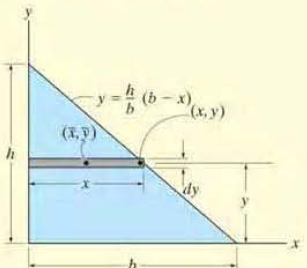 y
y = h/b (b − x)
(x, y)
(x̄, ȳ)
h
x
dy
y
x
b